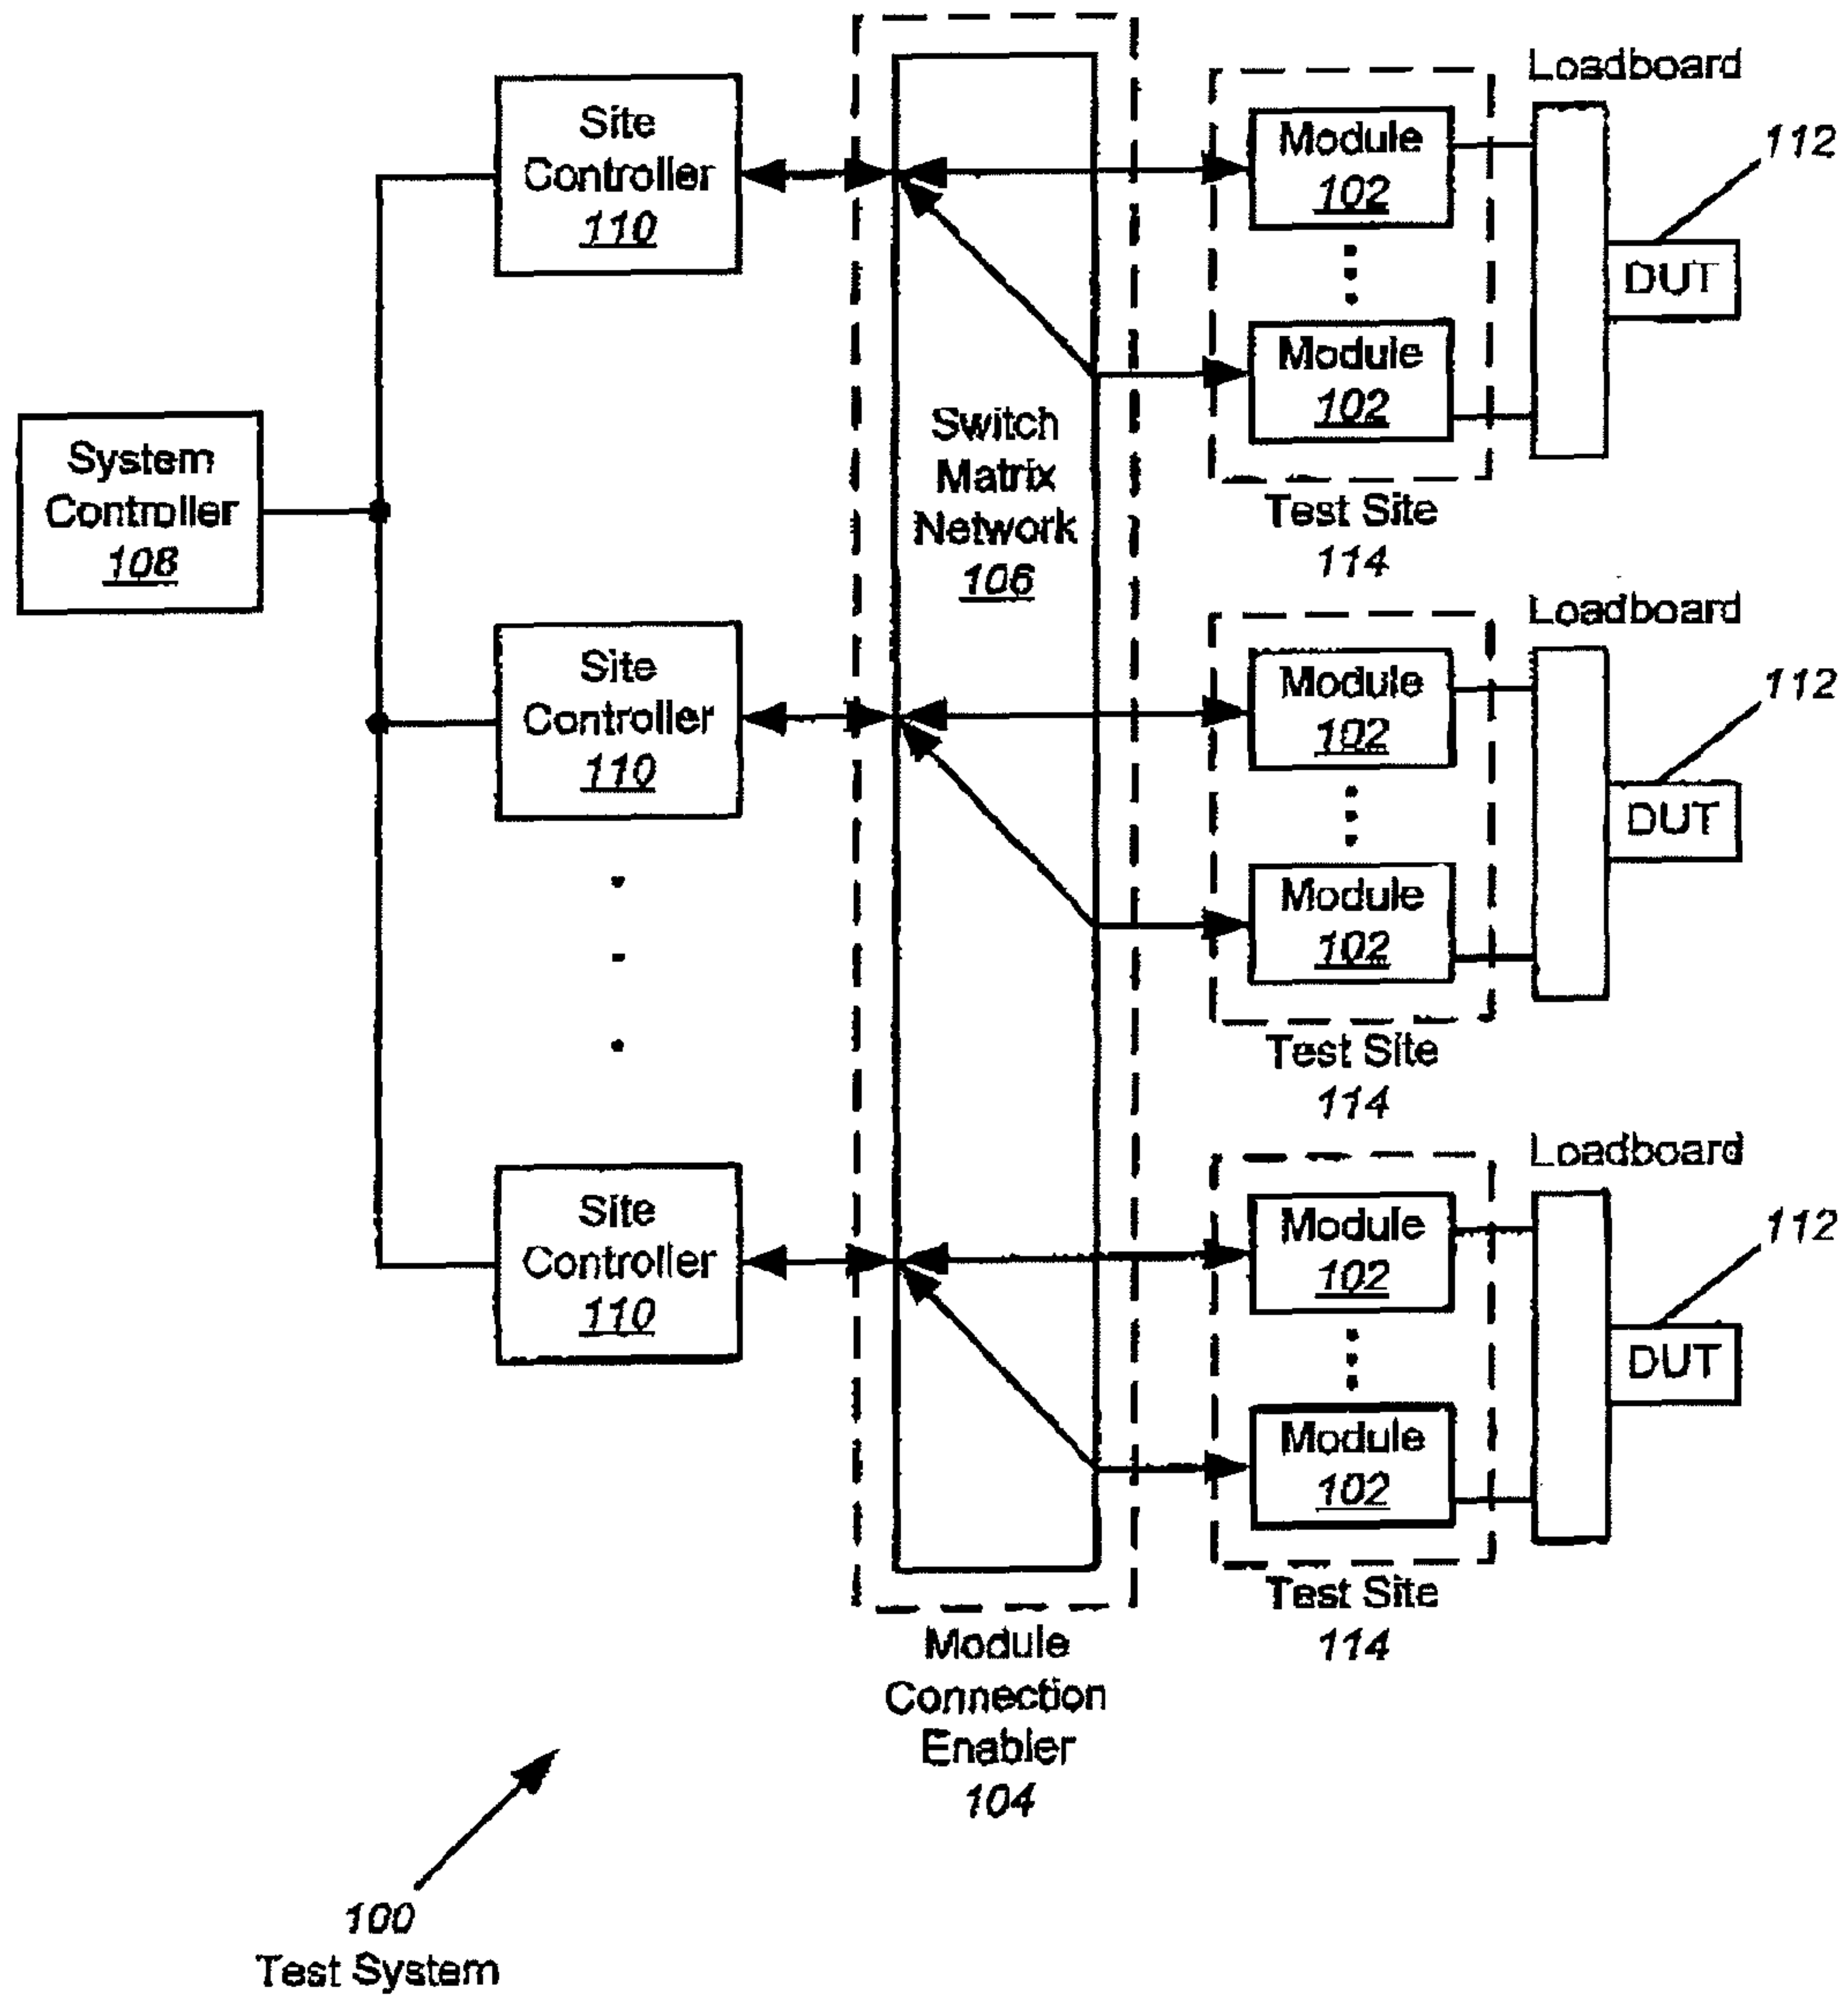 Loadboard
Site
Controller
110
Module
102
112
DUT
Module
102
Switch
Matrix
Network
106
System
Controller
108
Test Site
114
Loadboard
Site
Controller
110
Module
102
112
DUT
Module
102
Test Site
114
Loadboard
Site
Controller
110
Module
102
112
DUT
Module
102
Test Site
114
Module
Connection
Enabler
104
100
Test System